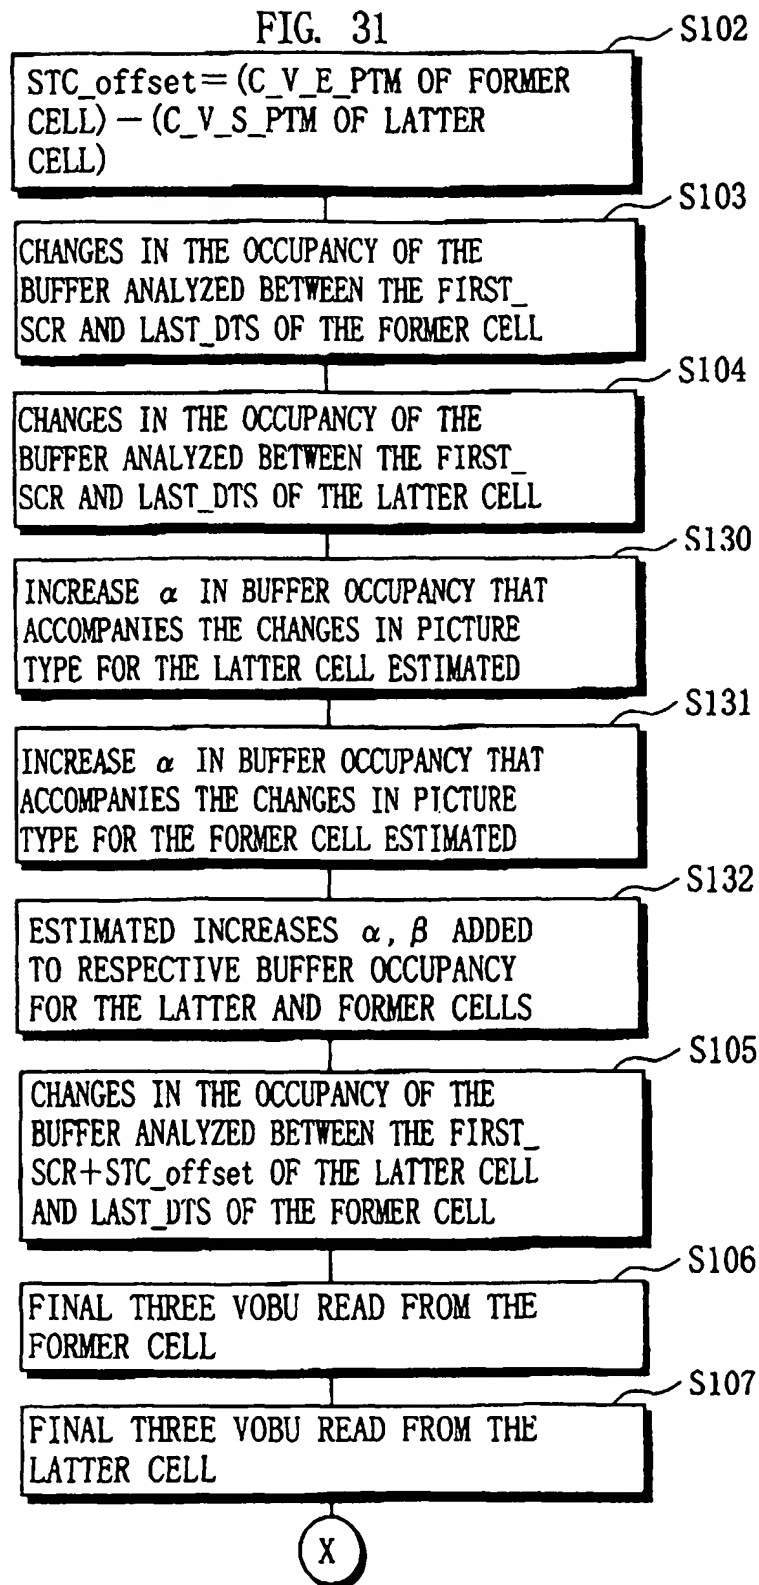 FIG. 31
S102
STC_offset=(C_V_E_PTM OF FORMER
CELL)-(C_V_S_PTM OF LATTER
CELL)
S103
CHANGES IN THE OCCUPANCY OF THE
BUFFER ANALYZED BETWEEN THE FIRST_
SCR AND LAST_DTS OF THE FORMER CELL
S104
CHANGES IN THE OCCUPANCY OF THE
BUFFER ANALYZED BETWEEN THE FIRST_
SCR AND LAST_DTS OF THE LATTER CELL
S130
INCREASE α IN BUFFER OCCUPANCY THAT
ACCOMPANIES THE CHANGES IN PICTURE
TYPE FOR THE LATTER CELL ESTIMATED
S131
INCREASE α IN BUFFER OCCUPANCY THAT
ACCOMPANIES THE CHANGES IN PICTURE
TYPE FOR THE FORMER CELL ESTIMATED
S132
ESTIMATED INCREASES α, β ADDED
TO RESPECTIVE BUFFER OCCUPANCY
FOR THE LATTER AND FORMER CELLS
S105
CHANGES IN THE OCCUPANCY OF THE
BUFFER ANALYZED BETWEEN THE FIRST_
SCR+STC_offset OF THE LATTER CELL
AND LAST_DTS OF THE FORMER CELL
S106
FINAL THREE VOBU READ FROM THE
FORMER CELL
S107
FINAL THREE VOBU READ FROM THE
LATTER CELL
X